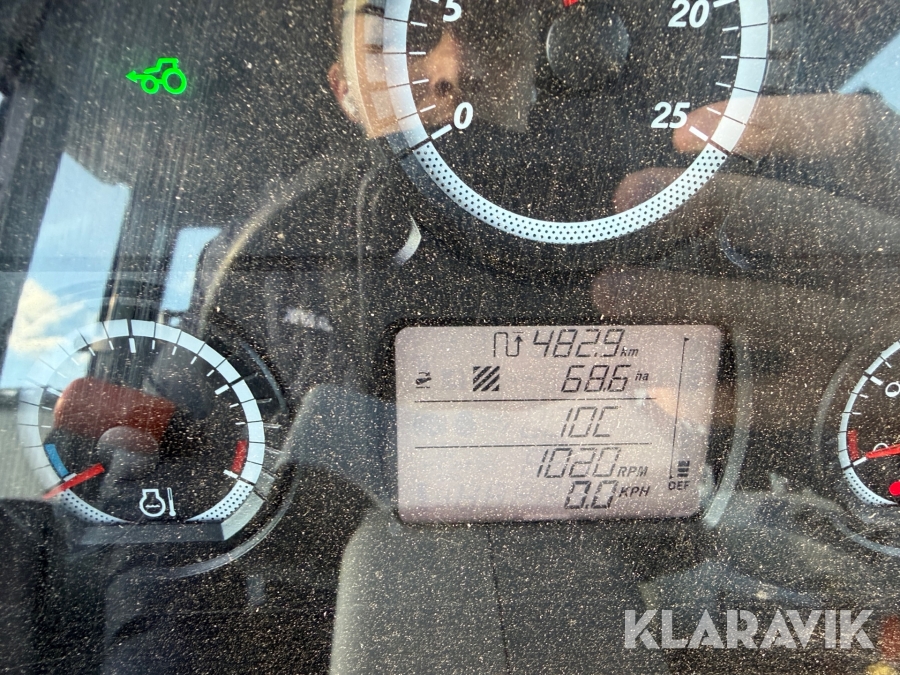 5
20
0
25
482.9 km
68.6 ha
10C
1020 RPM
0.0 KPH
DEF
KLARAVIK